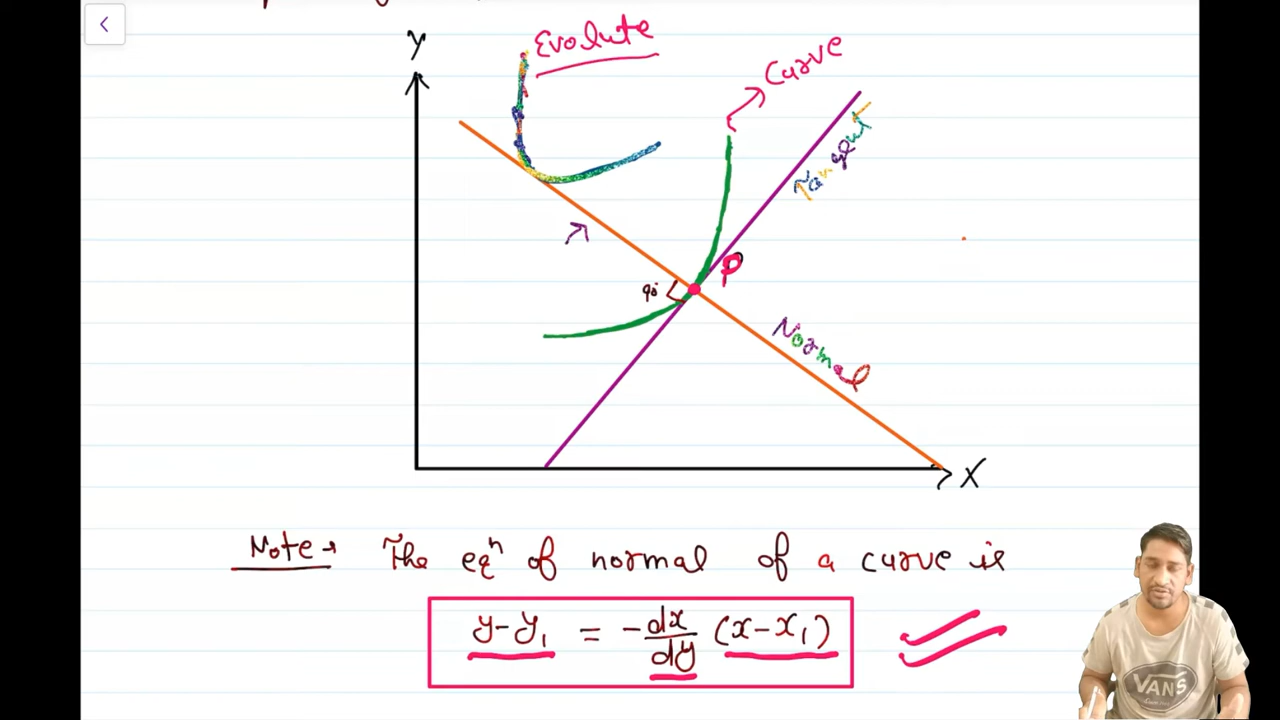 Evolute
Y
Curve
Tangent
P
90°
Normal
X
Note→ The eqⁿ of normal of a curve is
y-y₁ = -dx/dy (x-x₁)
VANS